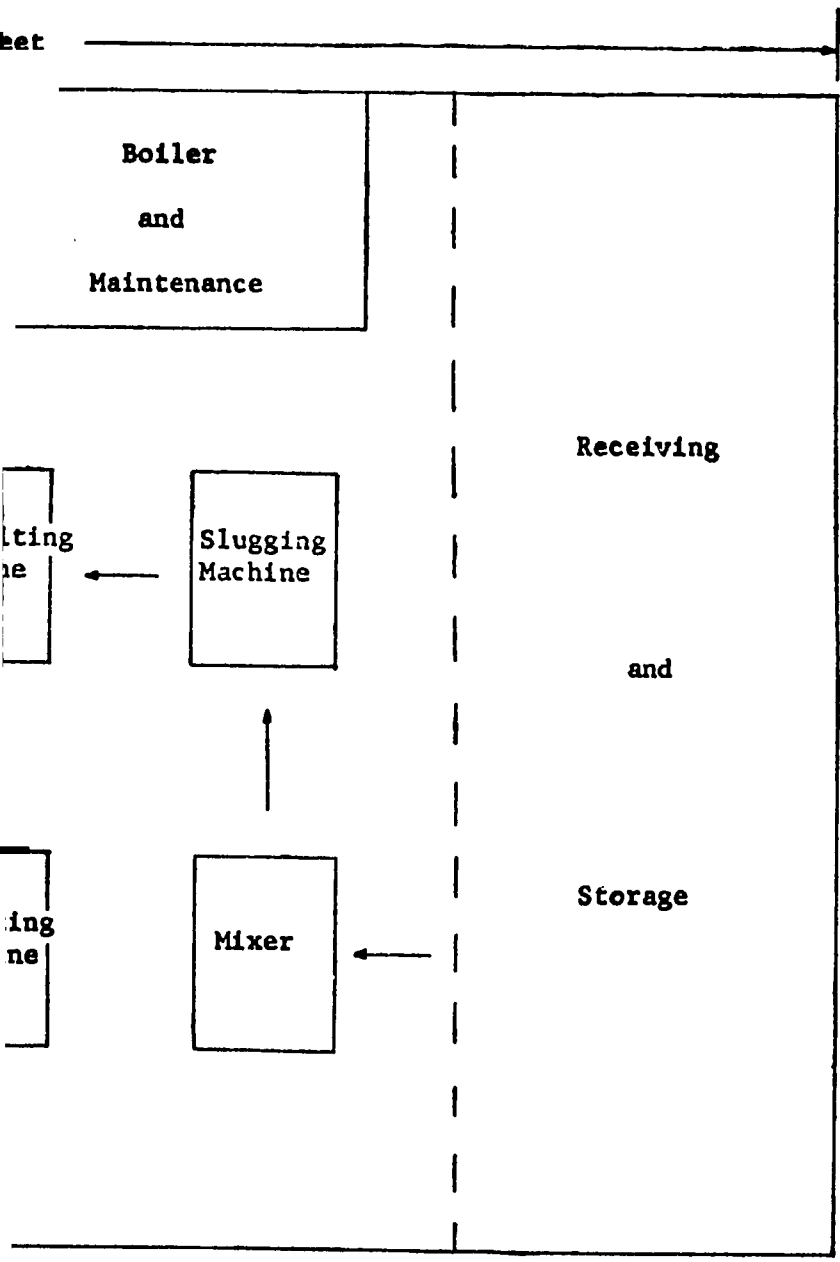 eet
Boiler
and
Maintenance
Receiving
lting
ne
Slugging
Machine
and
Storage
ing
ne
Mixer